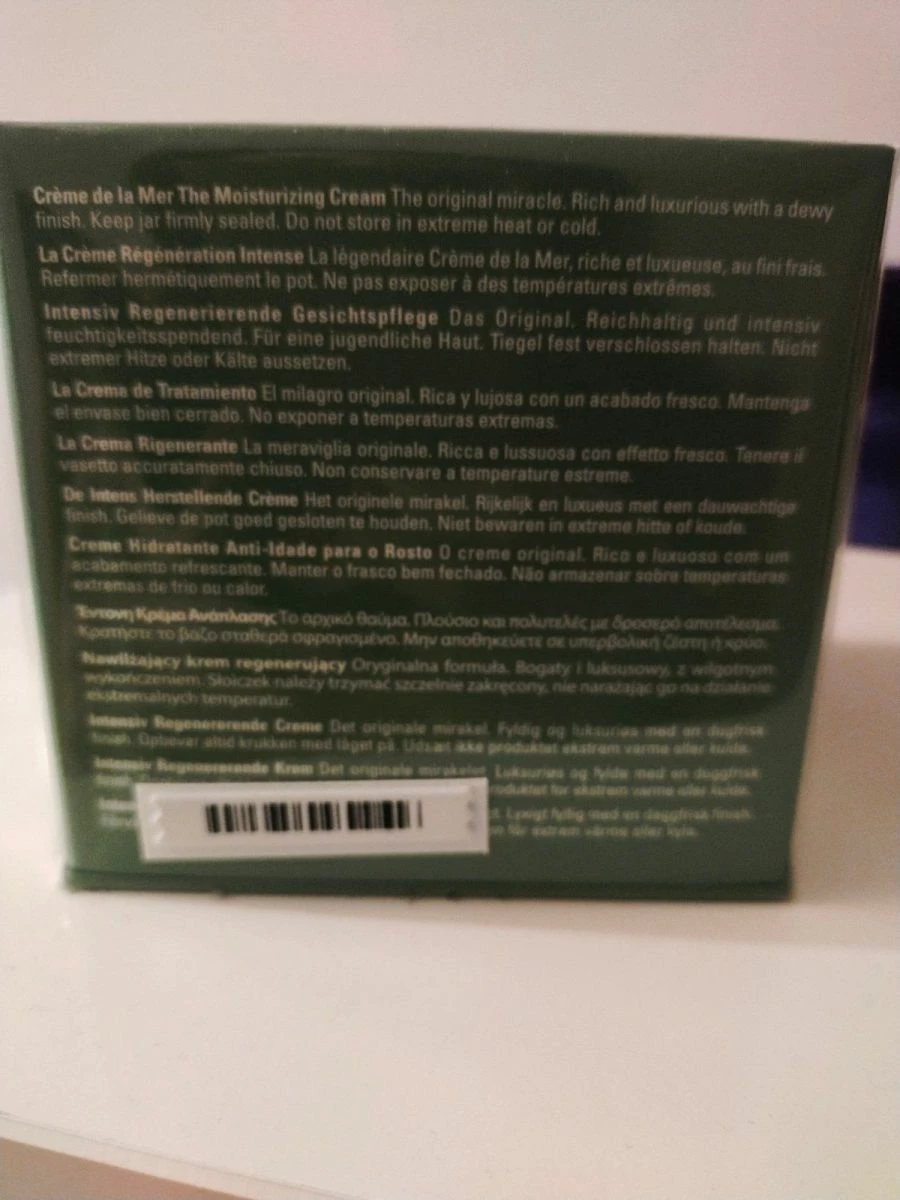 Crème de la Mer The Moisturizing Cream The original miracle. Rich and luxurious with a dewy
finish. Keep jar firmly sealed. Do not store in extreme heat or cold.
La Crème Régénération Intense La légendaire Crème de la Mer, riche et luxueuse, au fini frais.
Refermer hermétiquement le pot. Ne pas exposer à des températures extrêmes.
Intensiv Regenerierende Gesichtspflege Das Original. Reichhaltig und intensiv
feuchtigkeitsspendend. Für eine jugendliche Haut. Tiegel fest verschlossen halten. Nicht
extremer Hitze oder Kälte aussetzen.
La Crema de Tratamiento El milagro original. Rica y lujosa con un acabado fresco. Mantenga
el envase bien cerrado. No exponer a temperaturas extremas.
La Crema Rigenerante La meraviglia originale. Ricca e lussuosa con effetto fresco. Tenere il
vasetto accuratamente chiuso. Non conservare a temperature estreme.
De Intens Herstellende Crème Het originele mirakel. Rijkelijk en luxueus met een dauwachtige
finish. Gelieve de pot goed gesloten te houden. Niet bewaren in extreme hitte of koude.
Creme Hidratante Anti-Idade para o Rosto O creme original. Rico e luxuoso com um
acabamento refrescante. Manter o frasco bem fechado. Não armazenar sobre temperaturas
extremas de frio ou calor.
Έντονη Κρέμα Ανάπλασης Το αρχικό θαύμα. Πλούσιο και πολυτελές με δροσερό αποτέλεσμα.
Κρατήστε το βάζο σταθερά σφραγισμένο. Μην αποθηκεύετε σε υπερβολική ζέστη ή κρύο.
Nawilżający krem regenerujący Oryginalna formuła. Bogaty i luksusowy, z wilgotnym
wykończeniem. Słoiczek należy trzymać szczelnie zakręcony, nie narażając go na działanie
ekstremalnych temperatur.
Intensiv Regenererende Creme Det originale mirakel. Fyldig og luksuriøs med en dugfrisk
finish. Opbevar altid krukken med låget på. Udsæt ikke produktet ekstrem varme eller kulde.
Intensiv Regenererende Krem Det originale mirakelet Luksuriøs og fyldig med en duggfrisk
produktet for ekstrem varme eller kulde.
Lyxigt fyllig med en daggfrisk finish.
för extrem värme eller kyla.